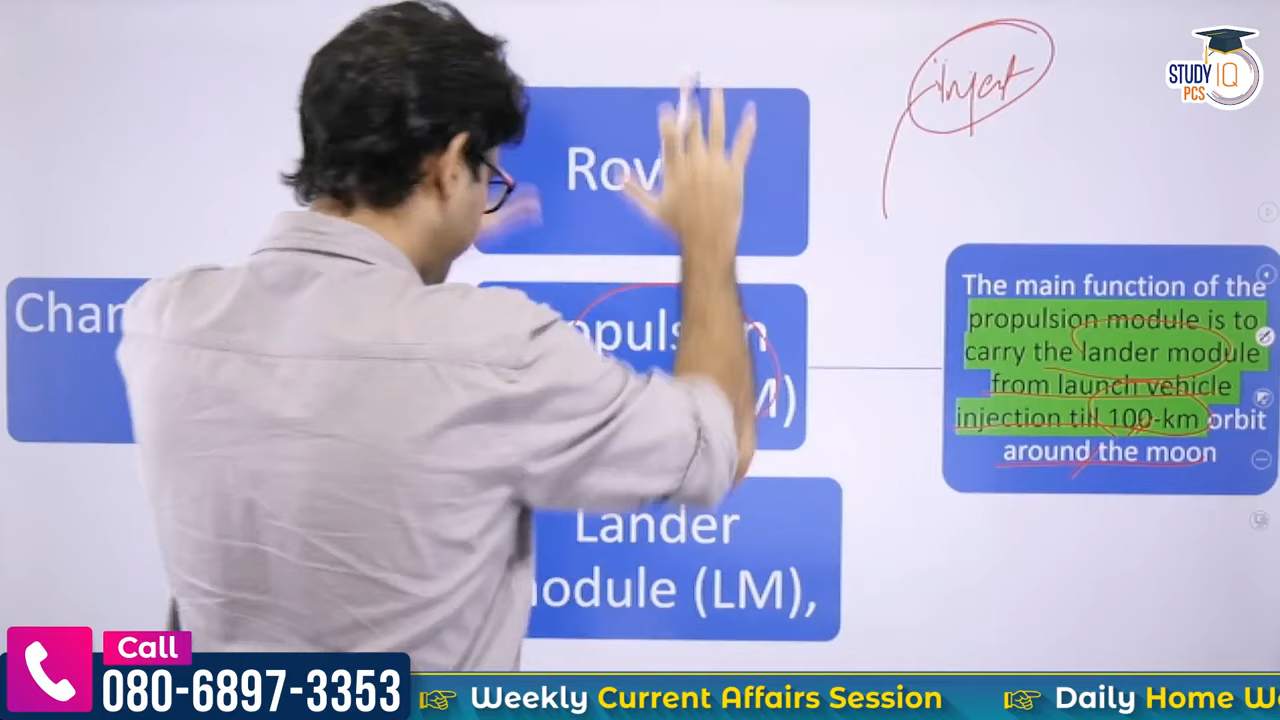 inject
STUDY IQ
PCS
Rov
Chan
opulsion
M)
The main function of the
propulsion module is to
carry the lander module
from launch vehicle
injection till 100-km orbit
around the moon
Lander
odule (LM),
Call
080-6897-3353
Weekly Current Affairs Session
Daily Home W